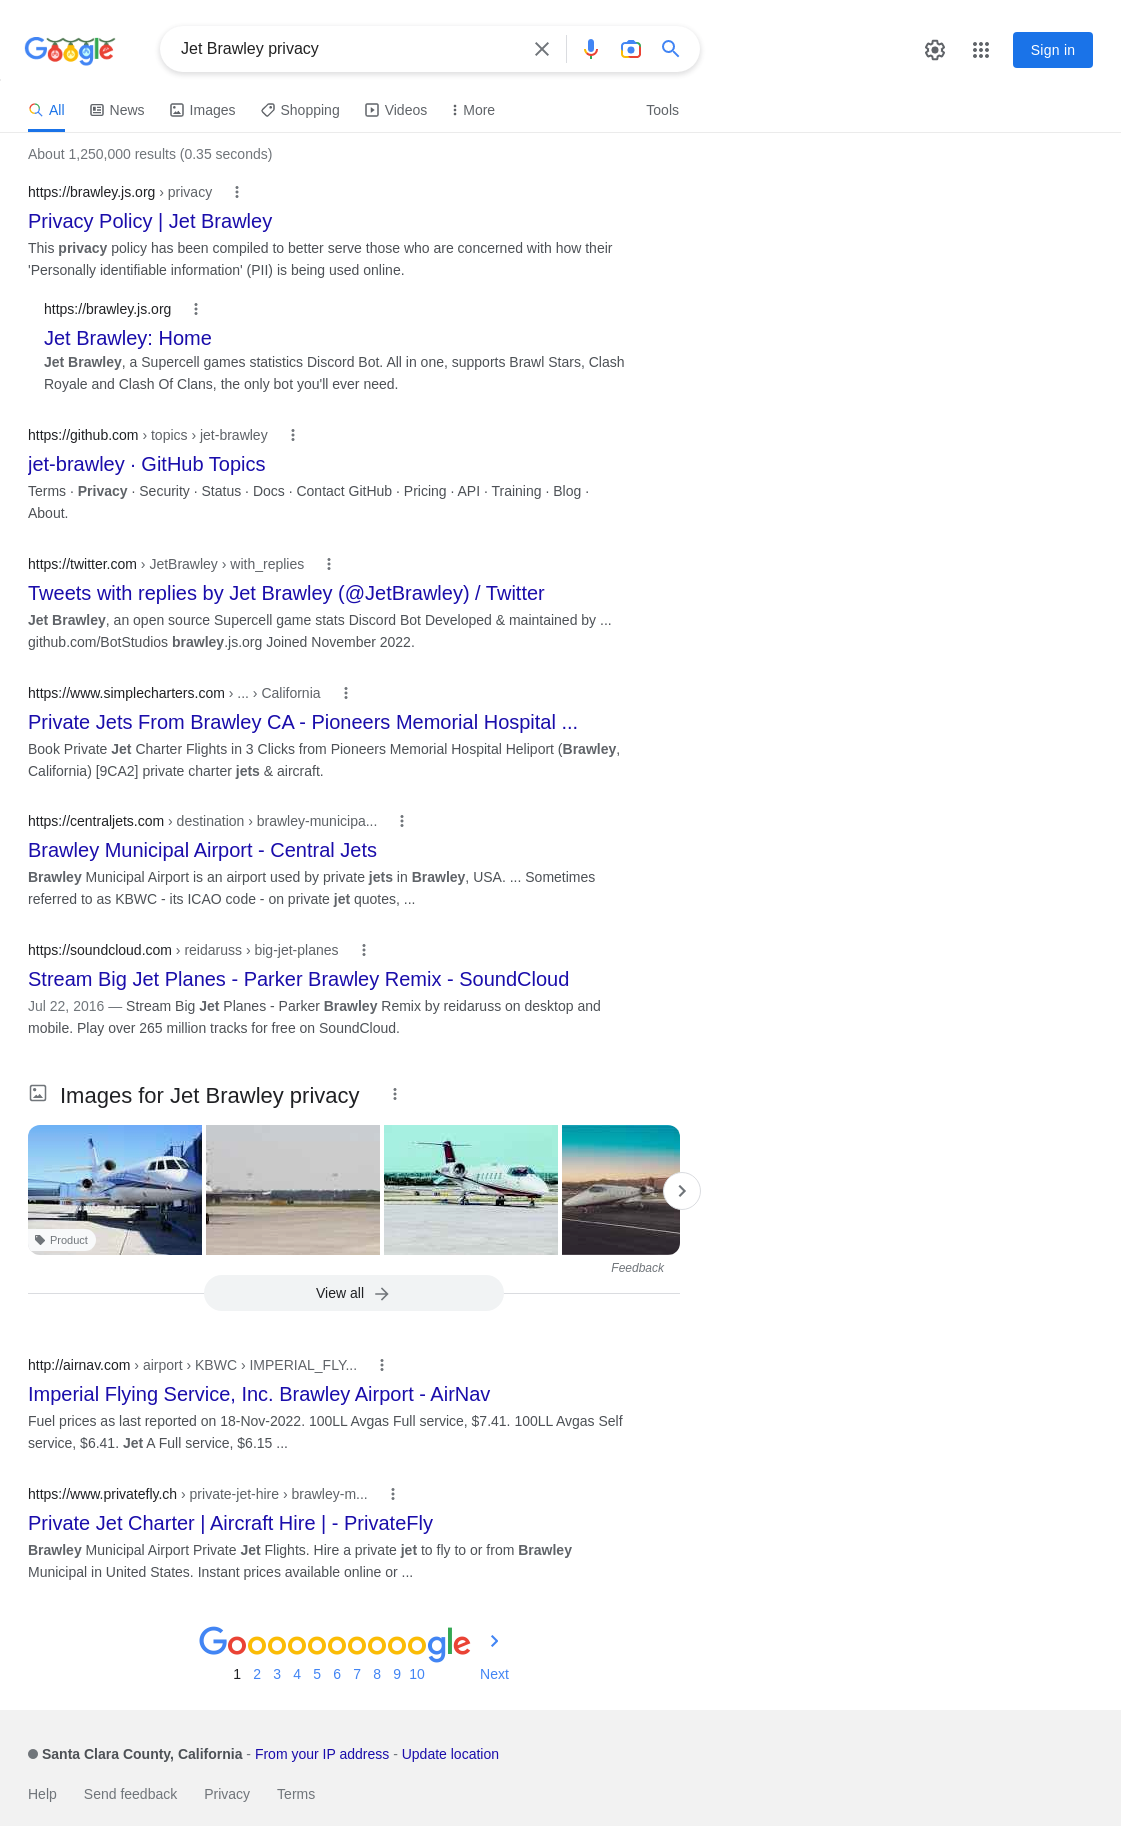 Google
Jet Brawley privacy
Sign in
All
News
Images
Shopping
Videos
More
Tools
About 1,250,000 results (0.35 seconds)
https://brawley.js.org › privacy
Privacy Policy | Jet Brawley
This privacy policy has been compiled to better serve those who are concerned with how their
'Personally identifiable information' (PII) is being used online.
https://brawley.js.org
Jet Brawley: Home
Jet Brawley, a Supercell games statistics Discord Bot. All in one, supports Brawl Stars, Clash
Royale and Clash Of Clans, the only bot you'll ever need.
https://github.com › topics › jet-brawley
jet-brawley · GitHub Topics
Terms · Privacy · Security · Status · Docs · Contact GitHub · Pricing · API · Training · Blog ·
About.
https://twitter.com › JetBrawley › with_replies
Tweets with replies by Jet Brawley (@JetBrawley) / Twitter
Jet Brawley, an open source Supercell game stats Discord Bot Developed & maintained by ...
github.com/BotStudios brawley.js.org Joined November 2022.
https://www.simplecharters.com › ... › California
Private Jets From Brawley CA - Pioneers Memorial Hospital ...
Book Private Jet Charter Flights in 3 Clicks from Pioneers Memorial Hospital Heliport (Brawley,
California) [9CA2] private charter jets & aircraft.
https://centraljets.com › destination › brawley-municipa...
Brawley Municipal Airport - Central Jets
Brawley Municipal Airport is an airport used by private jets in Brawley, USA. ... Sometimes
referred to as KBWC - its ICAO code - on private jet quotes, ...
https://soundcloud.com › reidaruss › big-jet-planes
Stream Big Jet Planes - Parker Brawley Remix - SoundCloud
Jul 22, 2016 — Stream Big Jet Planes - Parker Brawley Remix by reidaruss on desktop and
mobile. Play over 265 million tracks for free on SoundCloud.
Images for Jet Brawley privacy
Product
Feedback
View all
http://airnav.com › airport › KBWC › IMPERIAL_FLY...
Imperial Flying Service, Inc. Brawley Airport - AirNav
Fuel prices as last reported on 18-Nov-2022. 100LL Avgas Full service, $7.41. 100LL Avgas Self
service, $6.41. Jet A Full service, $6.15 ...
https://www.privatefly.ch › private-jet-hire › brawley-m...
Private Jet Charter | Aircraft Hire | - PrivateFly
Brawley Municipal Airport Private Jet Flights. Hire a private jet to fly to or from Brawley
Municipal in United States. Instant prices available online or ...
Goooooooooogle
1 2 3 4 5 6 7 8 9 10 Next
Santa Clara County, California - From your IP address - Update location
Help Send feedback Privacy Terms